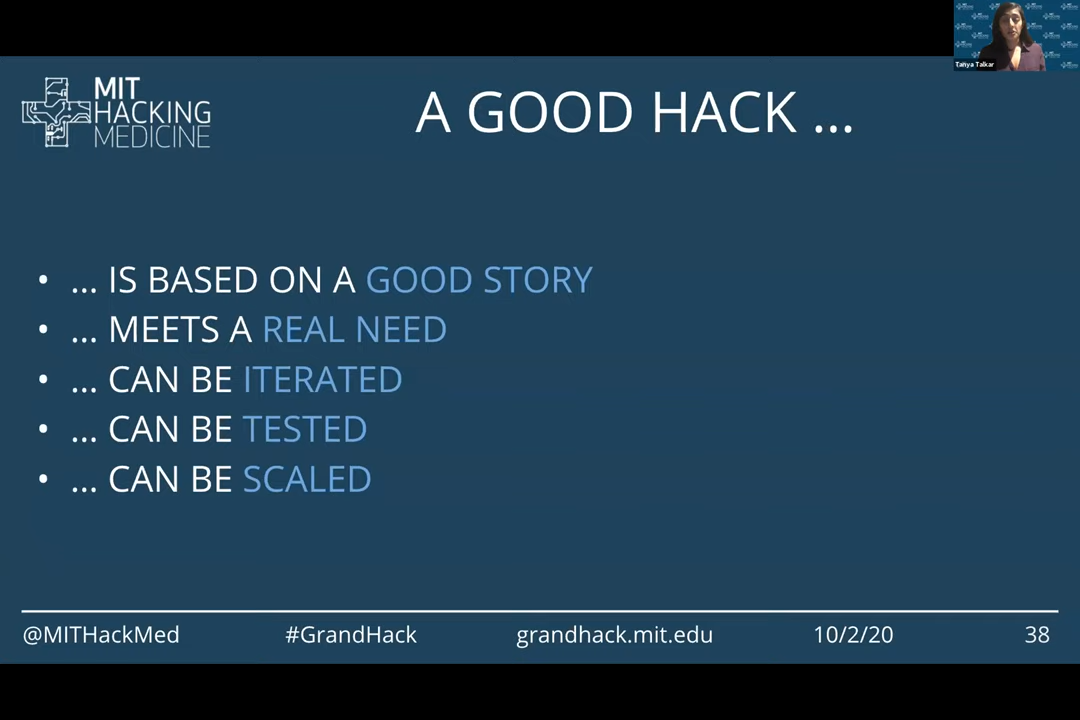 Tanya Talkar
MIT
HACKING
MEDICINE
A GOOD HACK ...
• ... IS BASED ON A GOOD STORY
• ... MEETS A REAL NEED
• ... CAN BE ITERATED
• ... CAN BE TESTED
• ... CAN BE SCALED
@MITHackMed #GrandHack grandhack.mit.edu 10/2/20 38